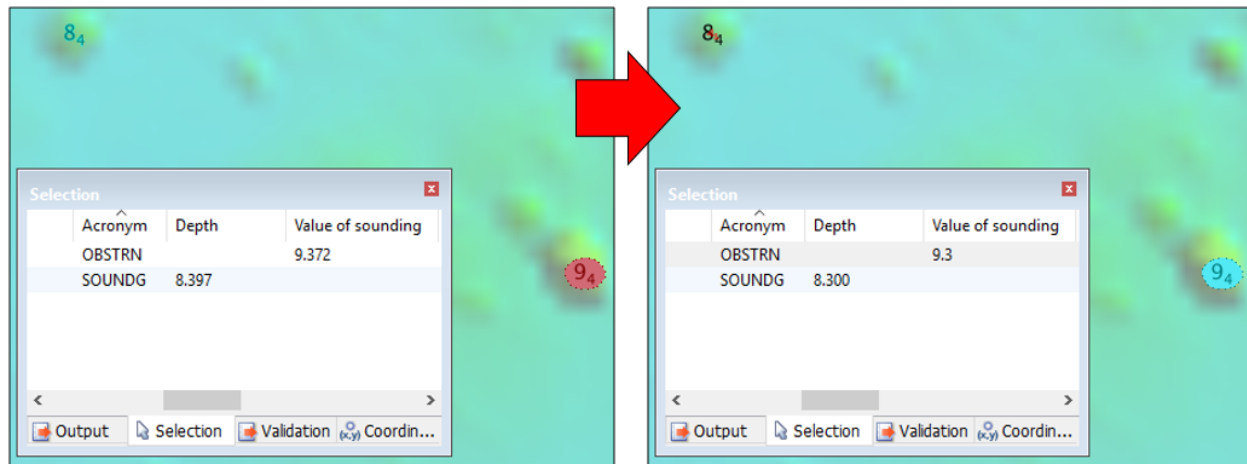 8₄
9₄
Selection
Acronym Depth Value of sounding
OBSTRN 9.372
SOUNDG 8.397
Output Selection Validation (x,y) Coordin...
8₄
9₄
Selection
Acronym Depth Value of sounding
OBSTRN 9.3
SOUNDG 8.300
Output Selection Validation (x,y) Coordin...